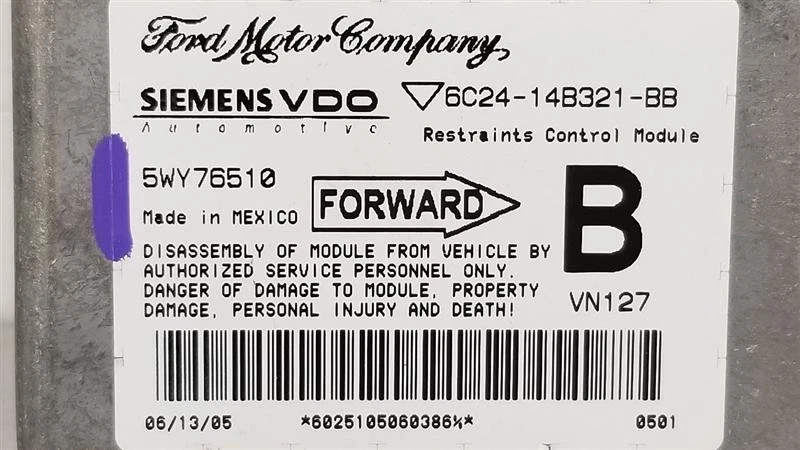 Ford Motor Company
SIEMENS VDO
Automotive
▽6C24-14B321-BB
Restraints Control Module
5WY76510
Made in MEXICO
FORWARD
B
VN127
DISASSEMBLY OF MODULE FROM VEHICLE BY
AUTHORIZED SERVICE PERSONNEL ONLY.
DANGER OF DAMAGE TO MODULE, PROPERTY
DAMAGE, PERSONAL INJURY AND DEATH!
06/13/05 *6025105060386¼* 0501